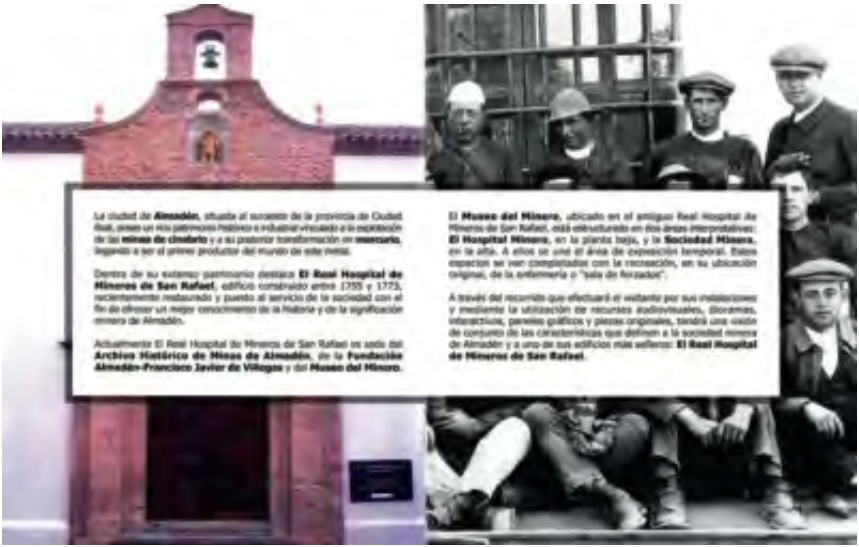 La ciudad de Almadén, situada al suroeste de la provincia de Ciudad
Real, posee un rico patrimonio histórico e industrial vinculado a la explotación
de las minas de cinabrio y a su posterior transformación en mercurio,
llegando a ser el primer productor del mundo de este metal.
Dentro de su extenso patrimonio destaca El Real Hospital de
Mineros de San Rafael, edificio construido entre 1755 y 1773,
recientemente restaurado y puesto al servicio de la sociedad con el
fin de ofrecer un mejor conocimiento de la historia y de la significación
minera de Almadén.
Actualmente El Real Hospital de Mineros de San Rafael es sede del
Archivo Histórico de Minas de Almadén, de la Fundación
Almadén-Francisco Javier de Villegas y del Museo del Minero.
El Museo del Minero, ubicado en el antiguo Real Hospital de
Mineros de San Rafael, está estructurado en dos áreas interpretativas:
El Hospital Minero, en la planta baja, y la Sociedad Minera,
en la alta. A ellos se une el área de exposición temporal. Estos
espacios se ven completados con la recreación, en su ubicación
original, de la enfermería o "sala de forzados".
A través del recorrido que efectuará el visitante por sus instalaciones
y mediante la utilización de recursos audiovisuales, dioramas,
interactivos, paneles gráficos y piezas originales, tendrá una visión
de conjunto de las características que definen a la sociedad minera
de Almadén y a uno de sus edificios más señeros: El Real Hospital
de Mineros de San Rafael.